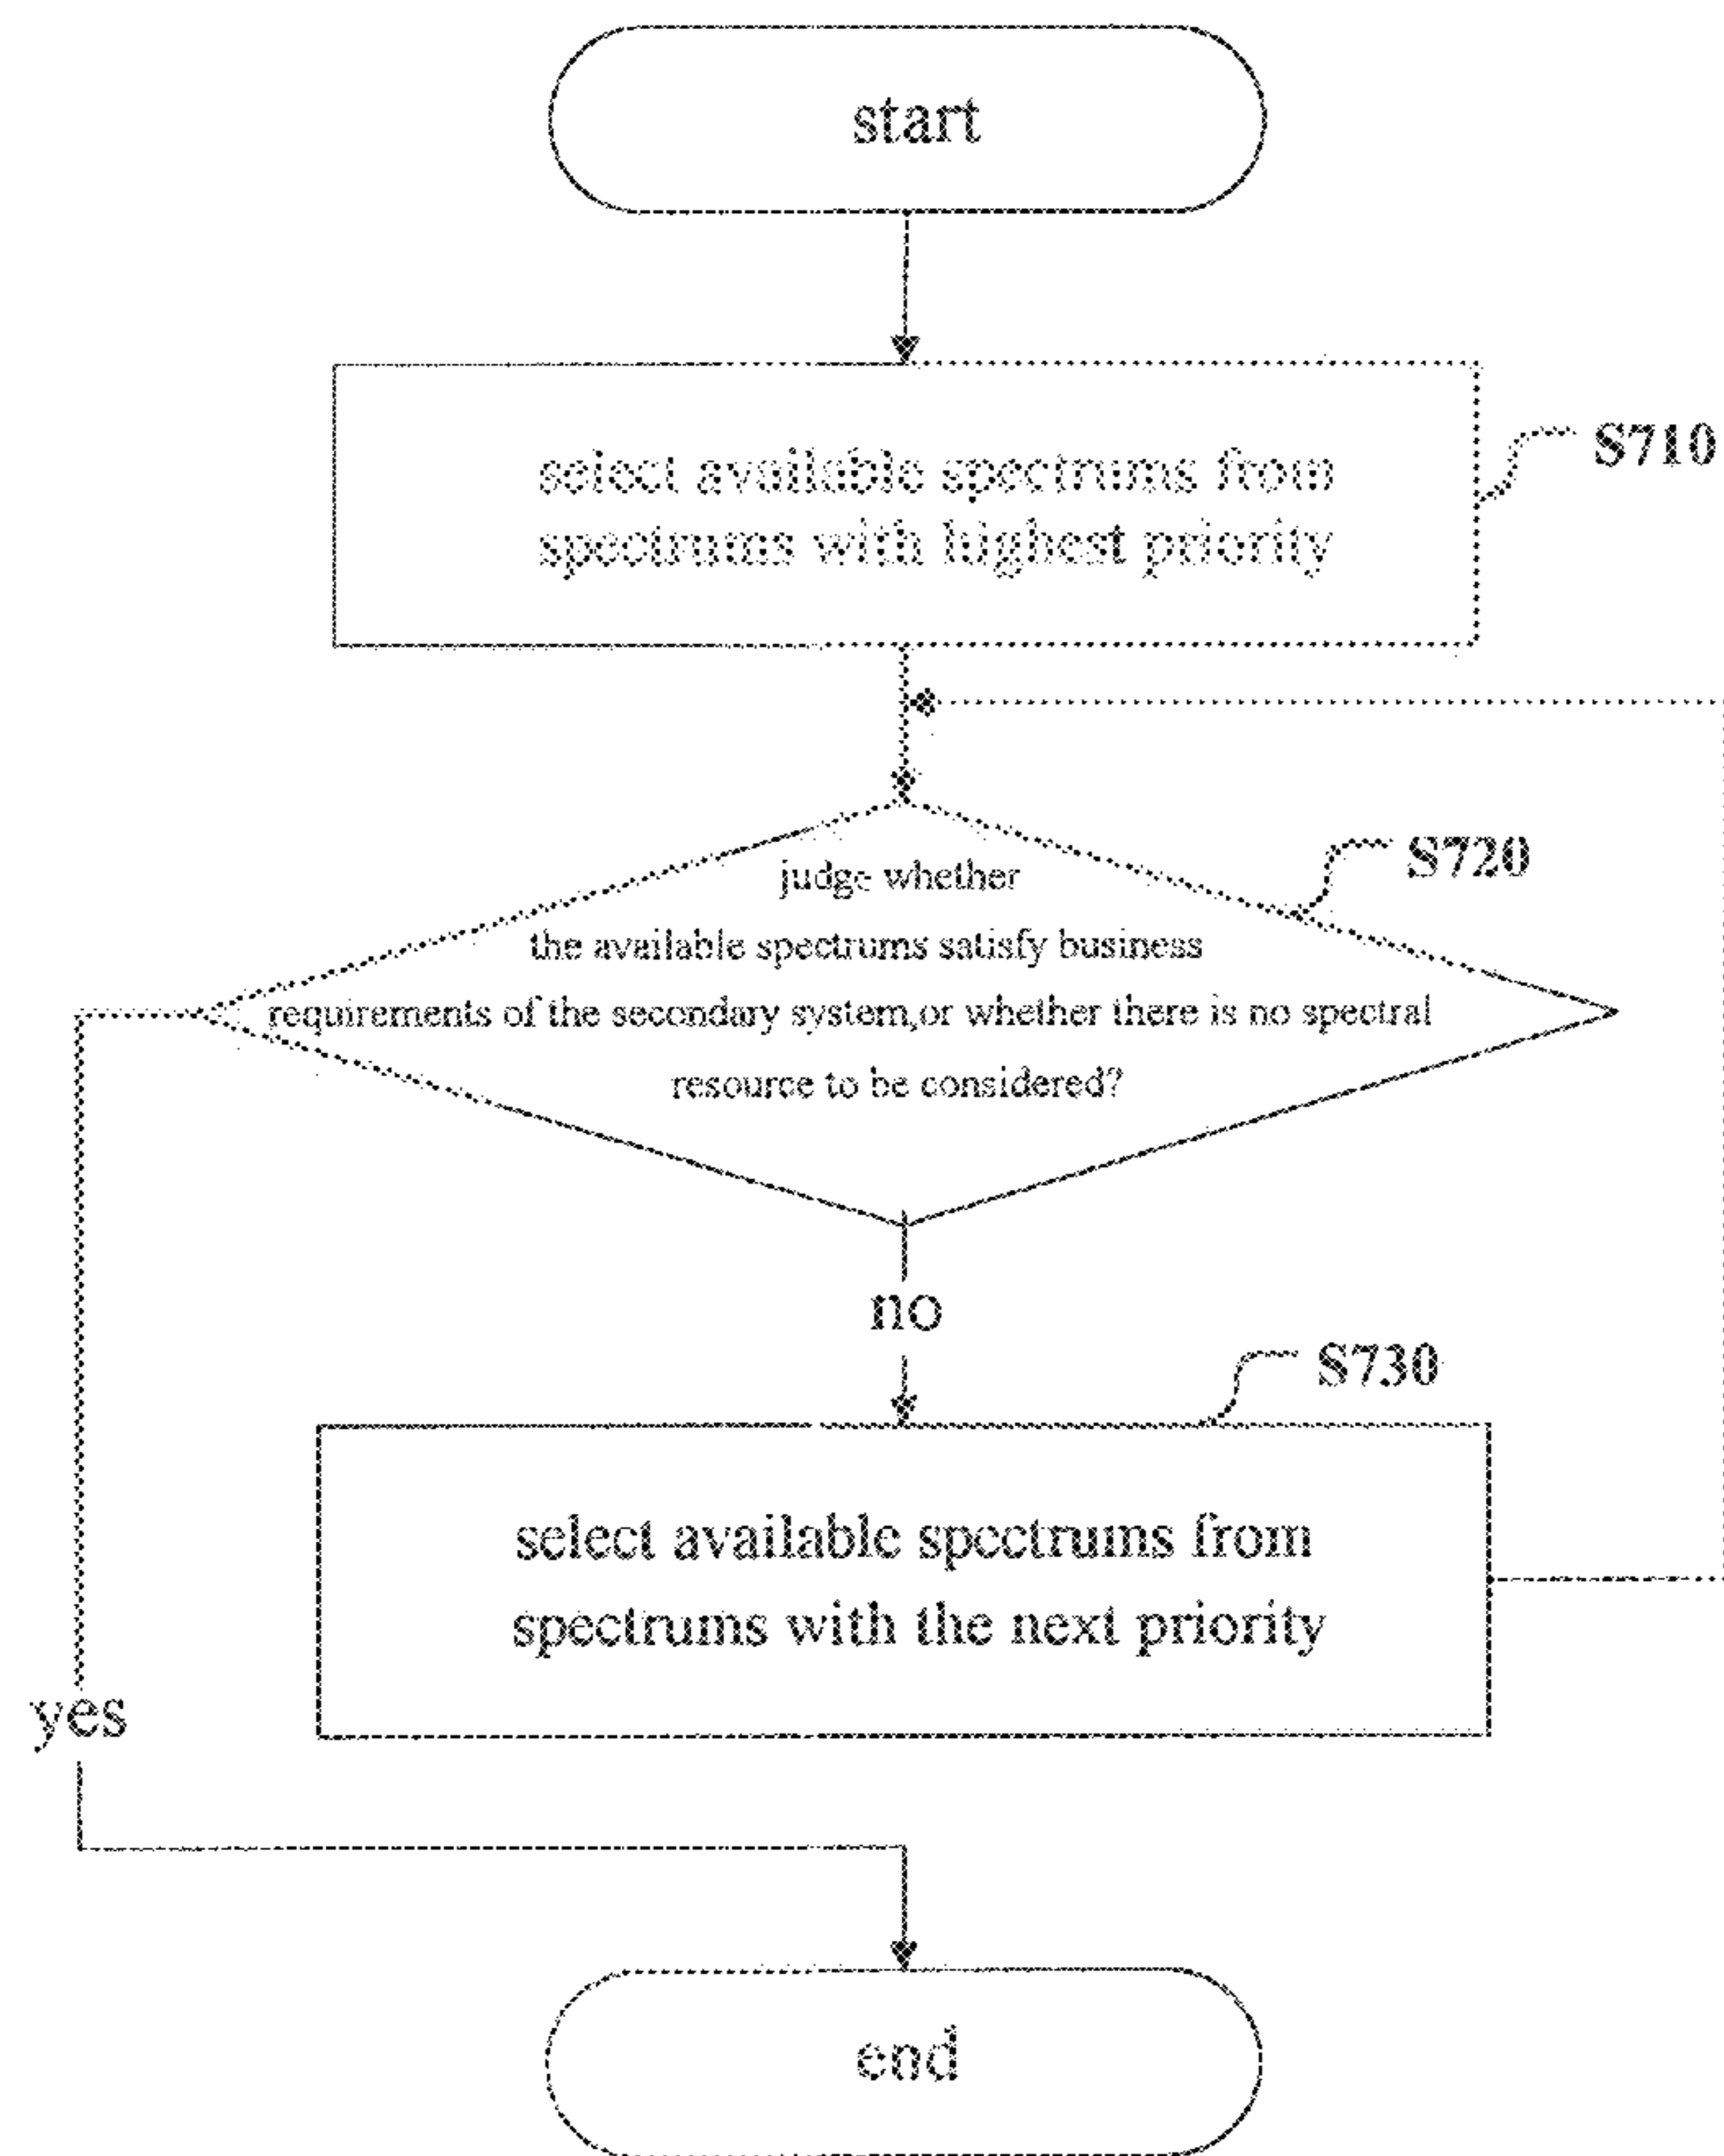 start
select available spectrums from
spectrums with highest priority
S710
judge whether
the available spectrums satisfy business
requirements of the secondary system,or whether there is no spectral
resource to be considered?
S720
no
S730
select available spectrums from
spectrums with the next priority
yes
end